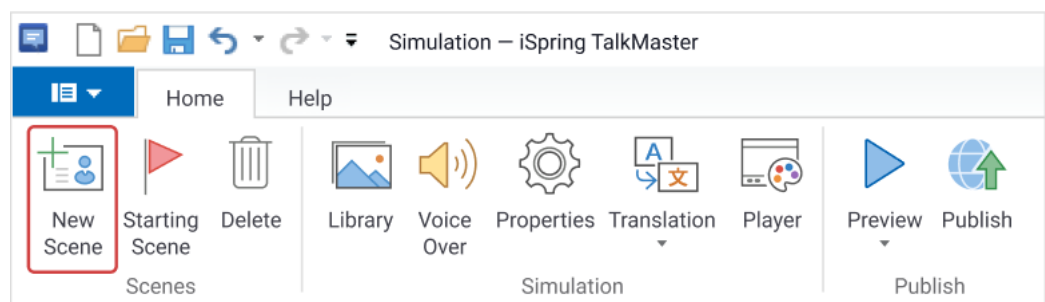 Simulation — iSpring TalkMaster
Home Help
A
文
New Scene
Starting Scene
Delete
Library
Voice Over
Properties
Translation
Player
Preview
Publish
Scenes
Simulation
Publish